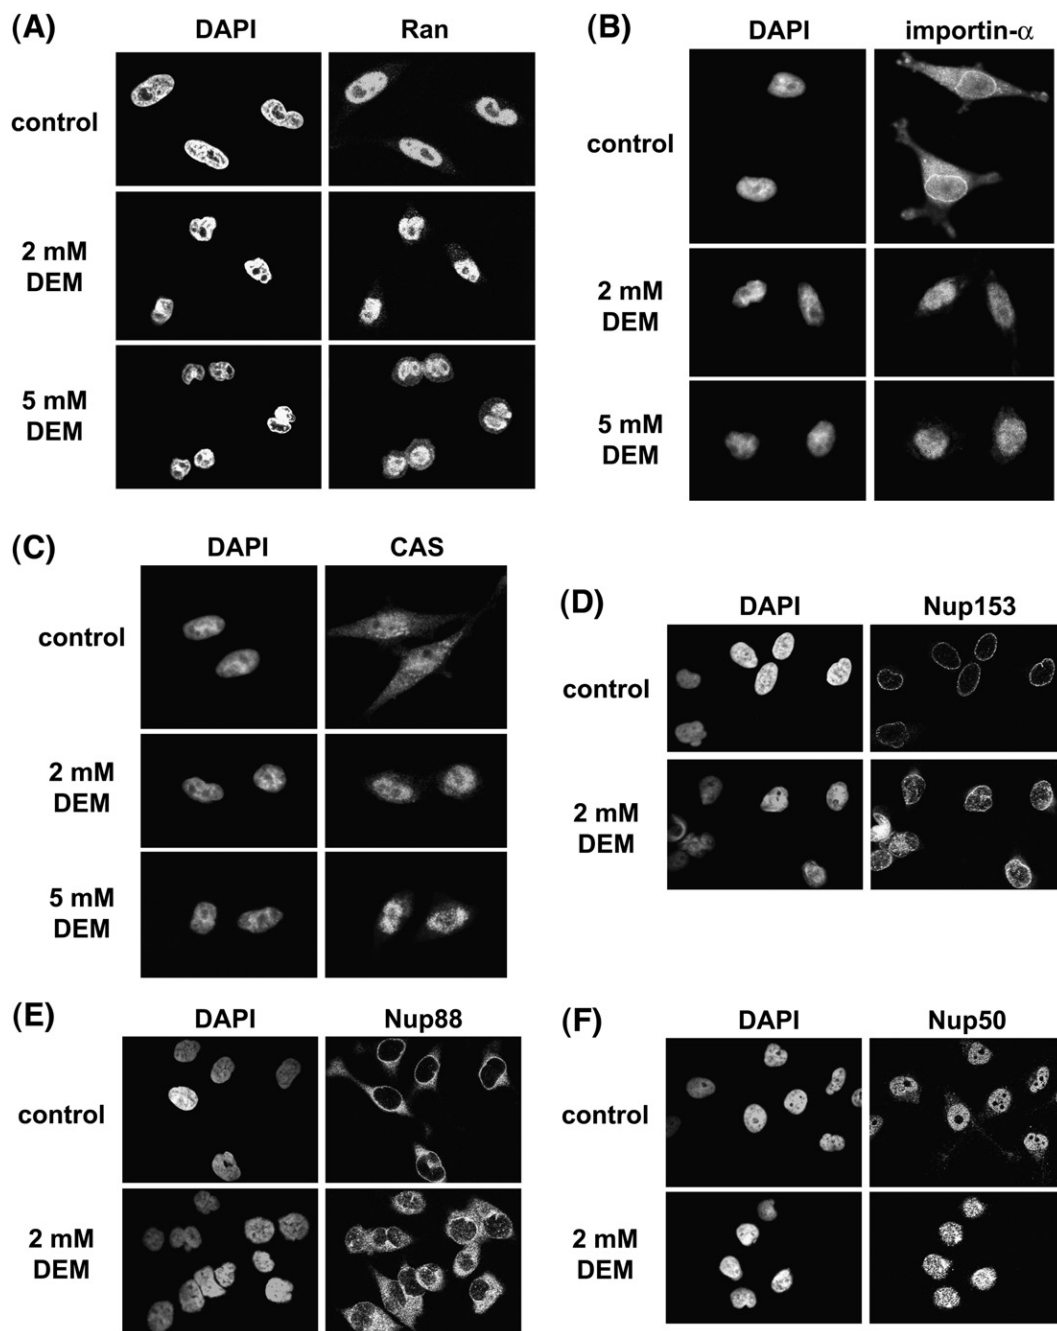 (A)
DAPI Ran
control
2 mM
DEM
5 mM
DEM
(B)
DAPI importin-α
control
2 mM
DEM
5 mM
DEM
(C)
DAPI CAS
control
2 mM
DEM
5 mM
DEM
(D)
DAPI Nup153
control
2 mM
DEM
(E)
DAPI Nup88
control
2 mM
DEM
(F)
DAPI Nup50
control
2 mM
DEM